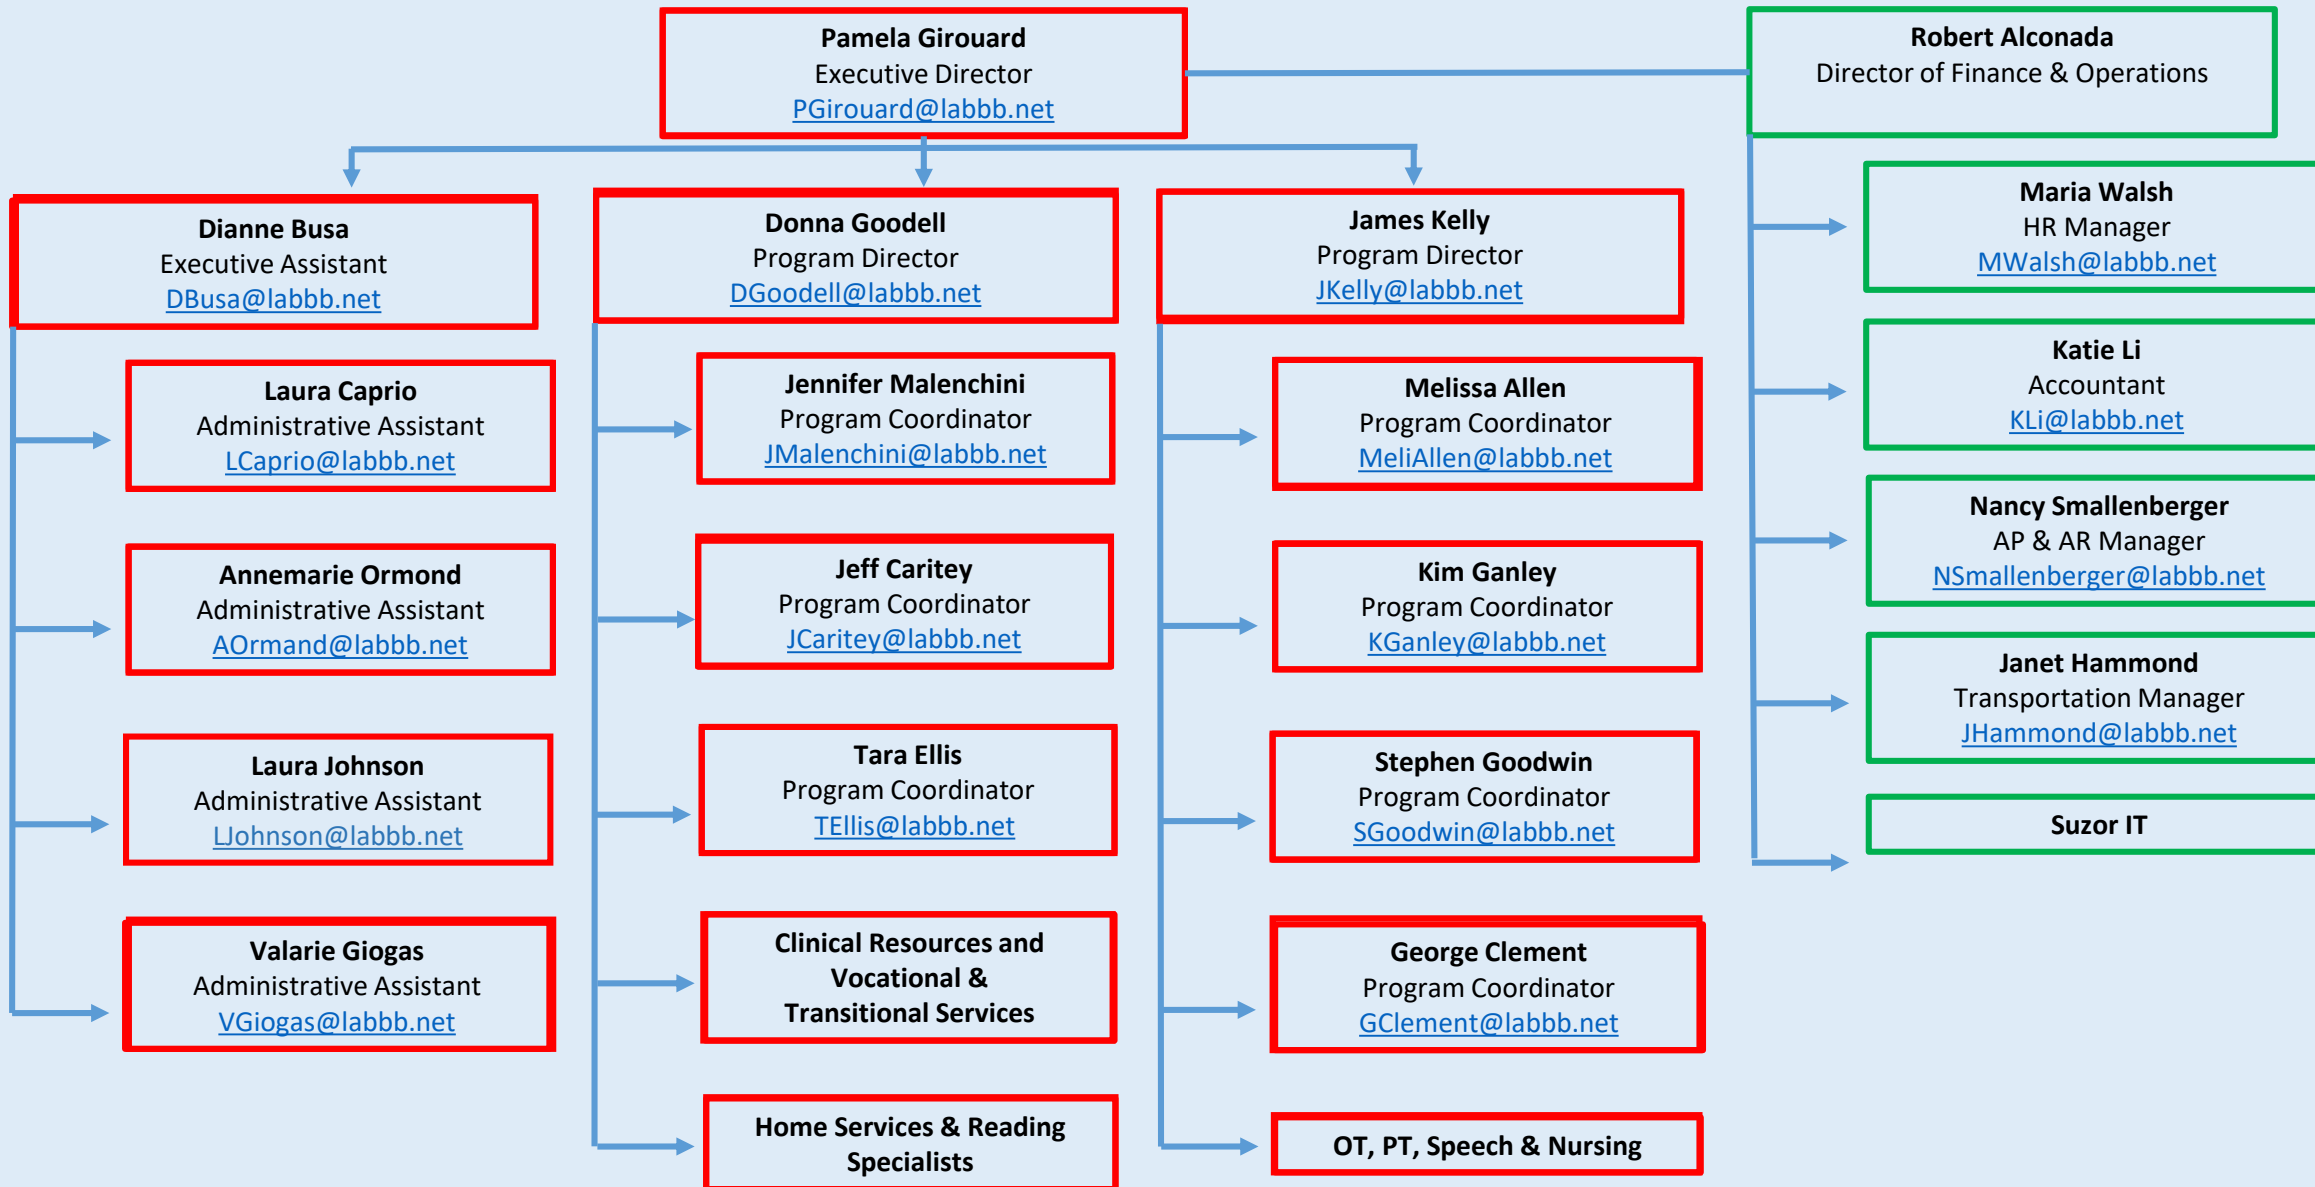 Pamela Girouard
Executive Director
PGirouard@labbb.net
Robert Alconada
Director of Finance & Operations
Dianne Busa
Executive Assistant
DBusa@labbb.net
Laura Caprio
Administrative Assistant
LCaprio@labbb.net
Annemarie Ormond
Administrative Assistant
AOrmand@labbb.net
Laura Johnson
Administrative Assistant
LJohnson@labbb.net
Valarie Giogas
Administrative Assistant
VGiogas@labbb.net
Donna Goodell
Program Director
DGoodell@labbb.net
Jennifer Malenchini
Program Coordinator
JMalenchini@labbb.net
Jeff Caritey
Program Coordinator
JCaritey@labbb.net
Tara Ellis
Program Coordinator
TEllis@labbb.net
Clinical Resources and
Vocational &
Transitional Services
Home Services & Reading
Specialists
James Kelly
Program Director
JKelly@labbb.net
Melissa Allen
Program Coordinator
MeliAllen@labbb.net
Kim Ganley
Program Coordinator
KGanley@labbb.net
Stephen Goodwin
Program Coordinator
SGoodwin@labbb.net
George Clement
Program Coordinator
GClement@labbb.net
OT, PT, Speech & Nursing
Maria Walsh
HR Manager
MWalsh@labbb.net
Katie Li
Accountant
KLi@labbb.net
Nancy Smallenberger
AP & AR Manager
NSmallenberger@labbb.net
Janet Hammond
Transportation Manager
JHammond@labbb.net
Suzor IT